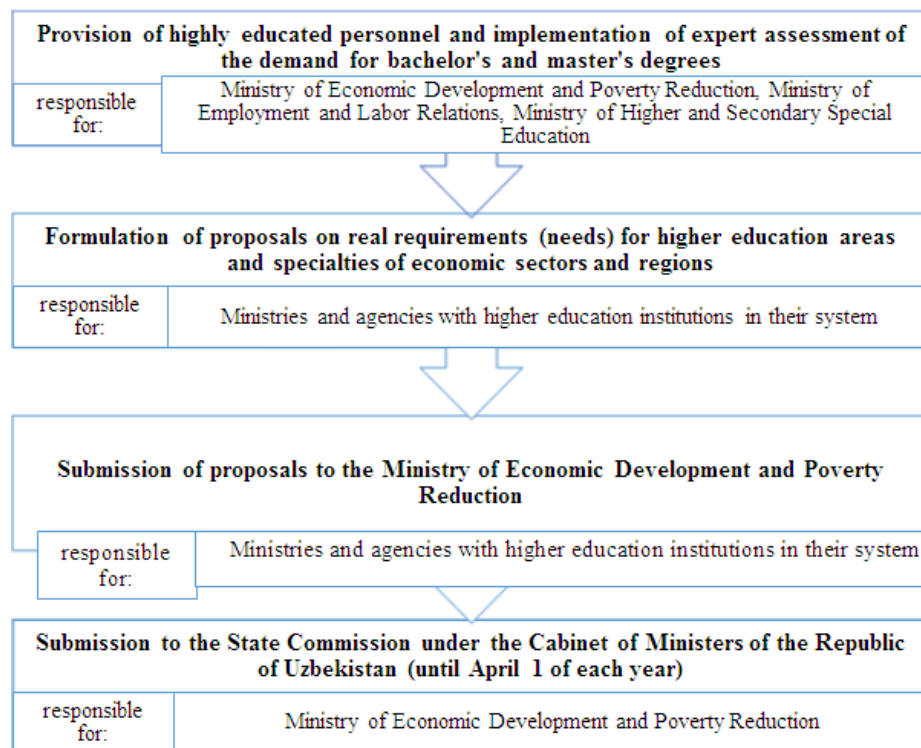 Provision of highly educated personnel and implementation of expert assessment of
the demand for bachelor's and master's degrees
responsible
for:
Ministry of Economic Development and Poverty Reduction, Ministry of
Employment and Labor Relations, Ministry of Higher and Secondary Special
Education
Formulation of proposals on real requirements (needs) for higher education areas
and specialties of economic sectors and regions
responsible
for:
Ministries and agencies with higher education institutions in their system
Submission of proposals to the Ministry of Economic Development and Poverty
Reduction
responsible
for:
Ministries and agencies with higher education institutions in their system
Submission to the State Commission under the Cabinet of Ministers of the Republic
of Uzbekistan (until April 1 of each year)
responsible
for:
Ministry of Economic Development and Poverty Reduction